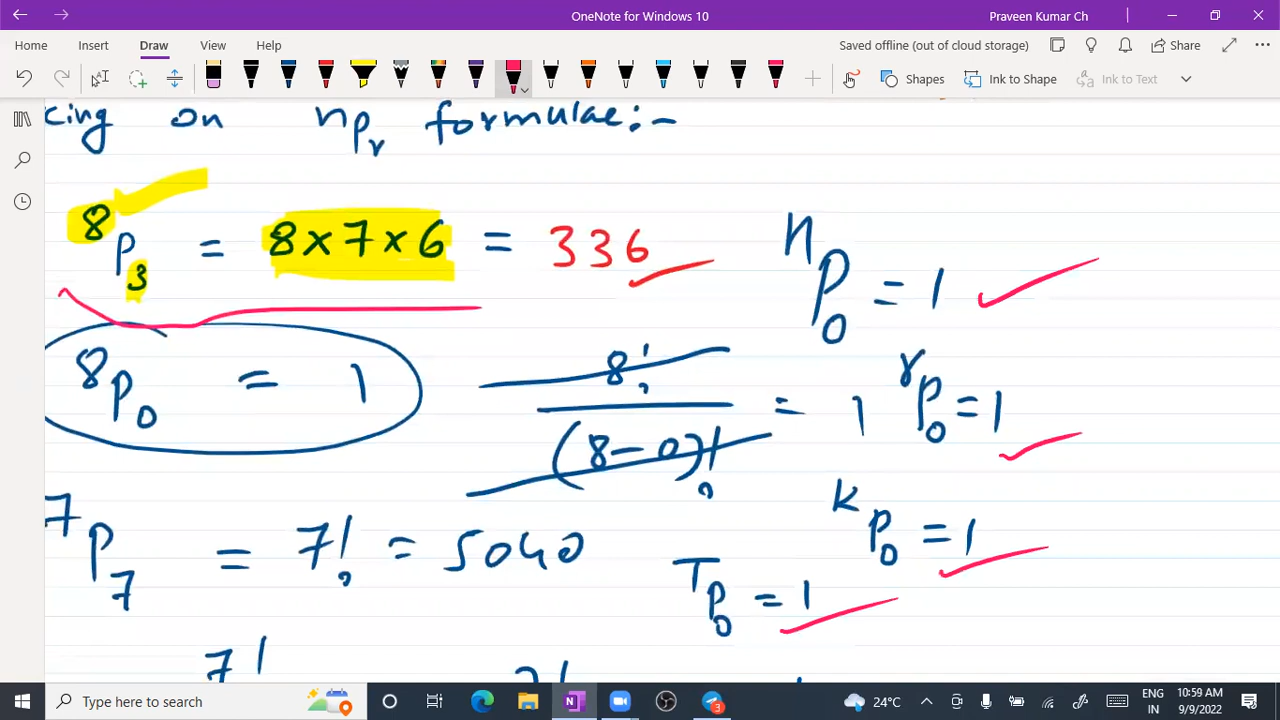 OneNote for Windows 10
Praveen Kumar Ch
Home Insert Draw View Help
Saved offline (out of cloud storage)
Share
Shapes
Ink to Shape
Ink to Text
cing on nPr formulae:-
8P3 = 8×7×6 = 336
nP0 = 1
8P0 = 1
8!
(8-0)!
= 1
rP0 = 1
kP0 = 1
7P7 = 7! = 5040
TP0 = 1
7!
Type here to search
3
24°C
ENG
IN
10:59 AM
9/9/2022